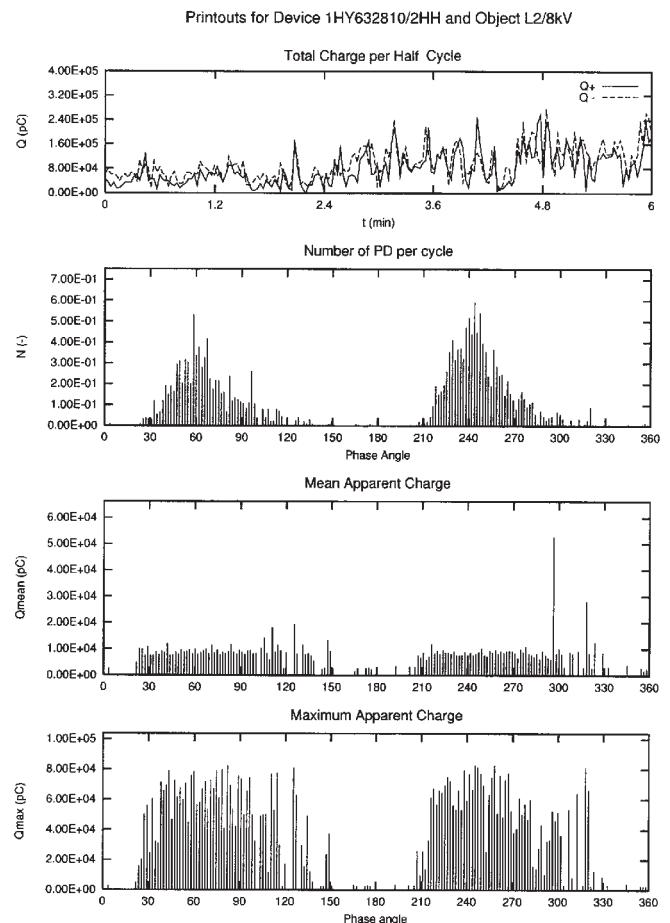 Printouts for Device 1HY632810/2HH and Object L2/8kV
Total Charge per Half Cycle
4.00E+05
2.40E+05
1.60E+05
8.00E+04
0.00E+00
Q (pC)
Q+
Q-
0 1.2 2.4 3.6 4.8 6
t (min)
Number of PD per cycle
7.00E-01
6.00E-01
5.00E-01
4.00E-01
3.00E-01
2.00E-01
1.00E-01
0.00E+00
N (-)
0 30 60 90 120 150 180 210 240 270 300 330 360
Phase Angle
Mean Apparent Charge
6.00E+04
5.00E+04
4.00E+04
3.00E+04
2.00E+04
1.00E+04
0.00E+00
Qmean (pC)
0 30 60 90 120 150 180 210 240 270 300 330 360
Maximum Apparent Charge
1.00E+05
8.00E+04
6.00E+04
4.00E+04
2.00E+04
0.00E+00
Qmax (pC)
0 30 60 90 120 150 180 210 240 270 300 330 360
Phase angle